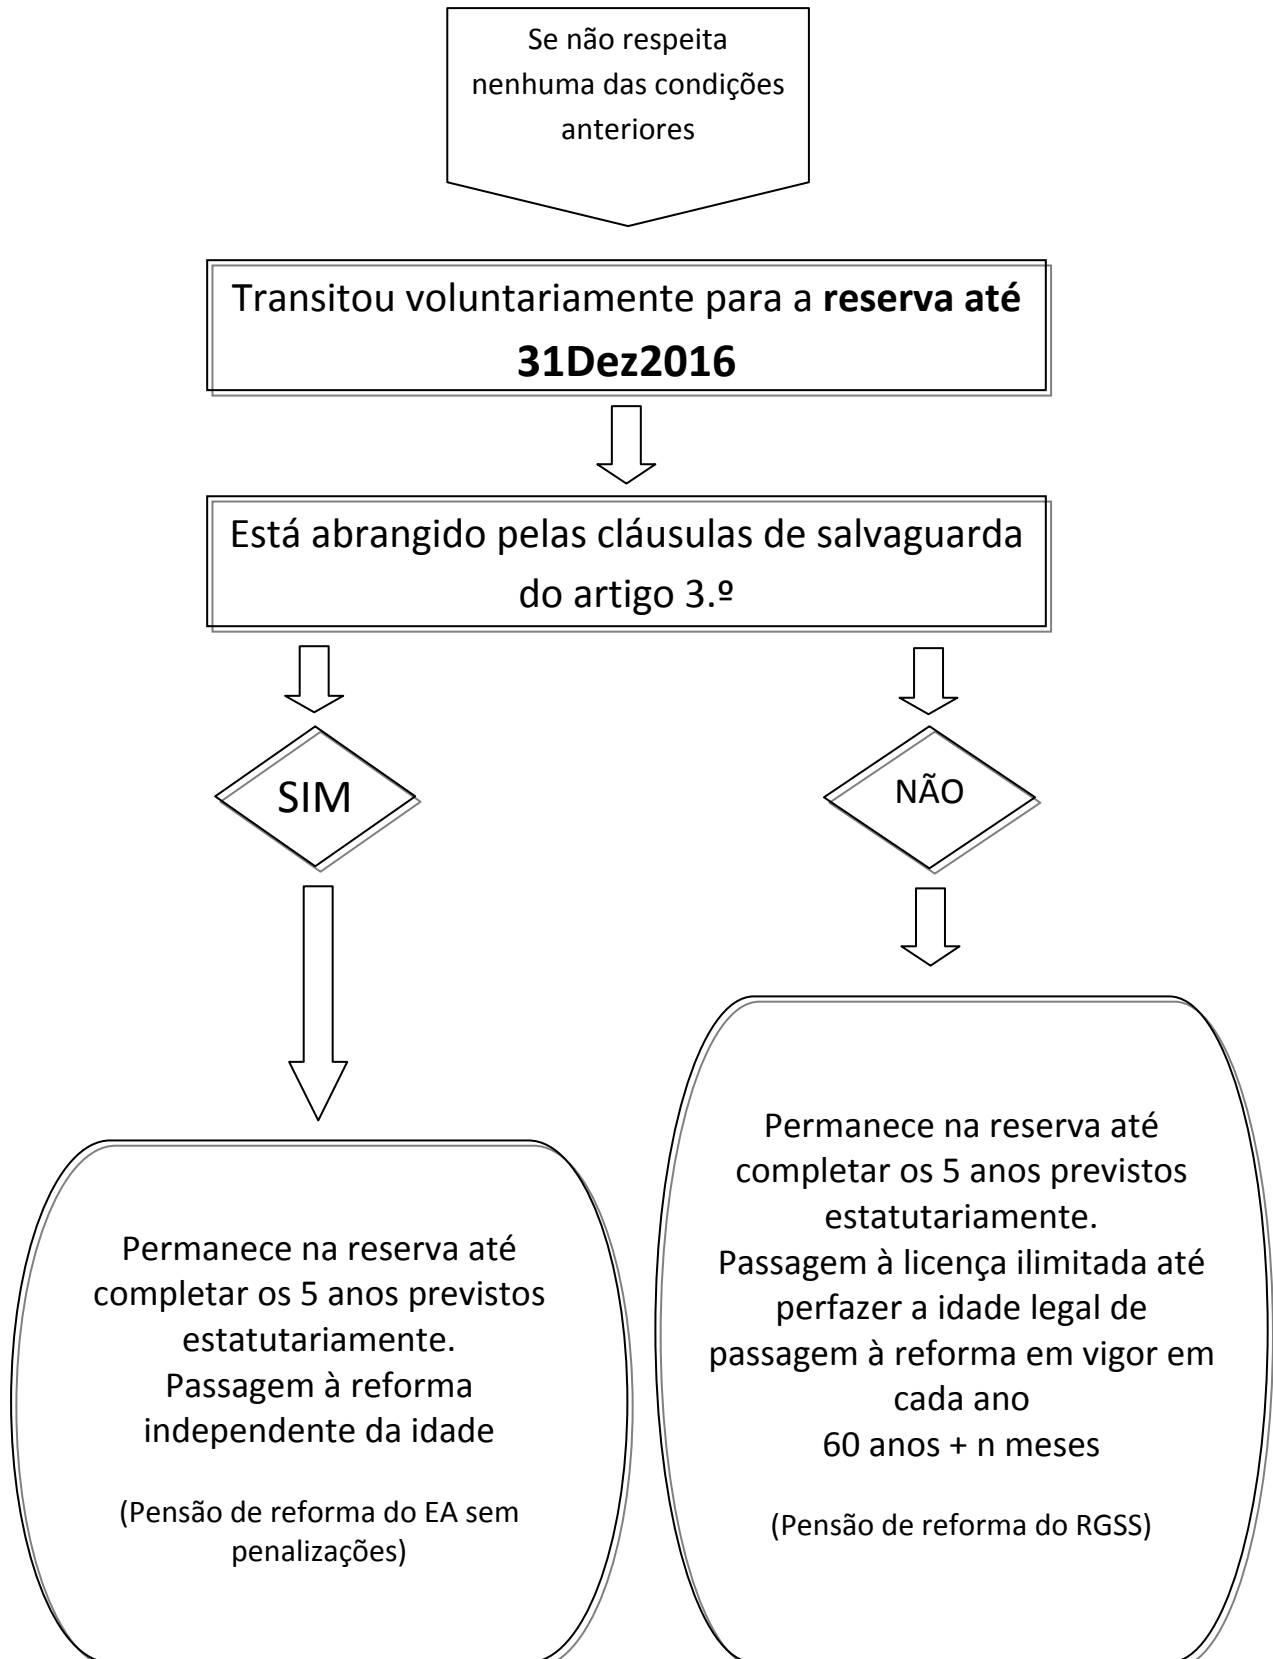 Se não respeita
nenhuma das condições
anteriores
Transitou voluntariamente para a reserva até
31Dez2016
Está abrangido pelas cláusulas de salvaguarda
do artigo 3.º
SIM
NÃO
Permanece na reserva até
completar os 5 anos previstos
estatutariamente.
Passagem à reforma
independente da idade
(Pensão de reforma do EA sem
penalizações)
Permanece na reserva até
completar os 5 anos previstos
estatutariamente.
Passagem à licença ilimitada até
perfazer a idade legal de
passagem à reforma em vigor em
cada ano
60 anos + n meses
(Pensão de reforma do RGSS)